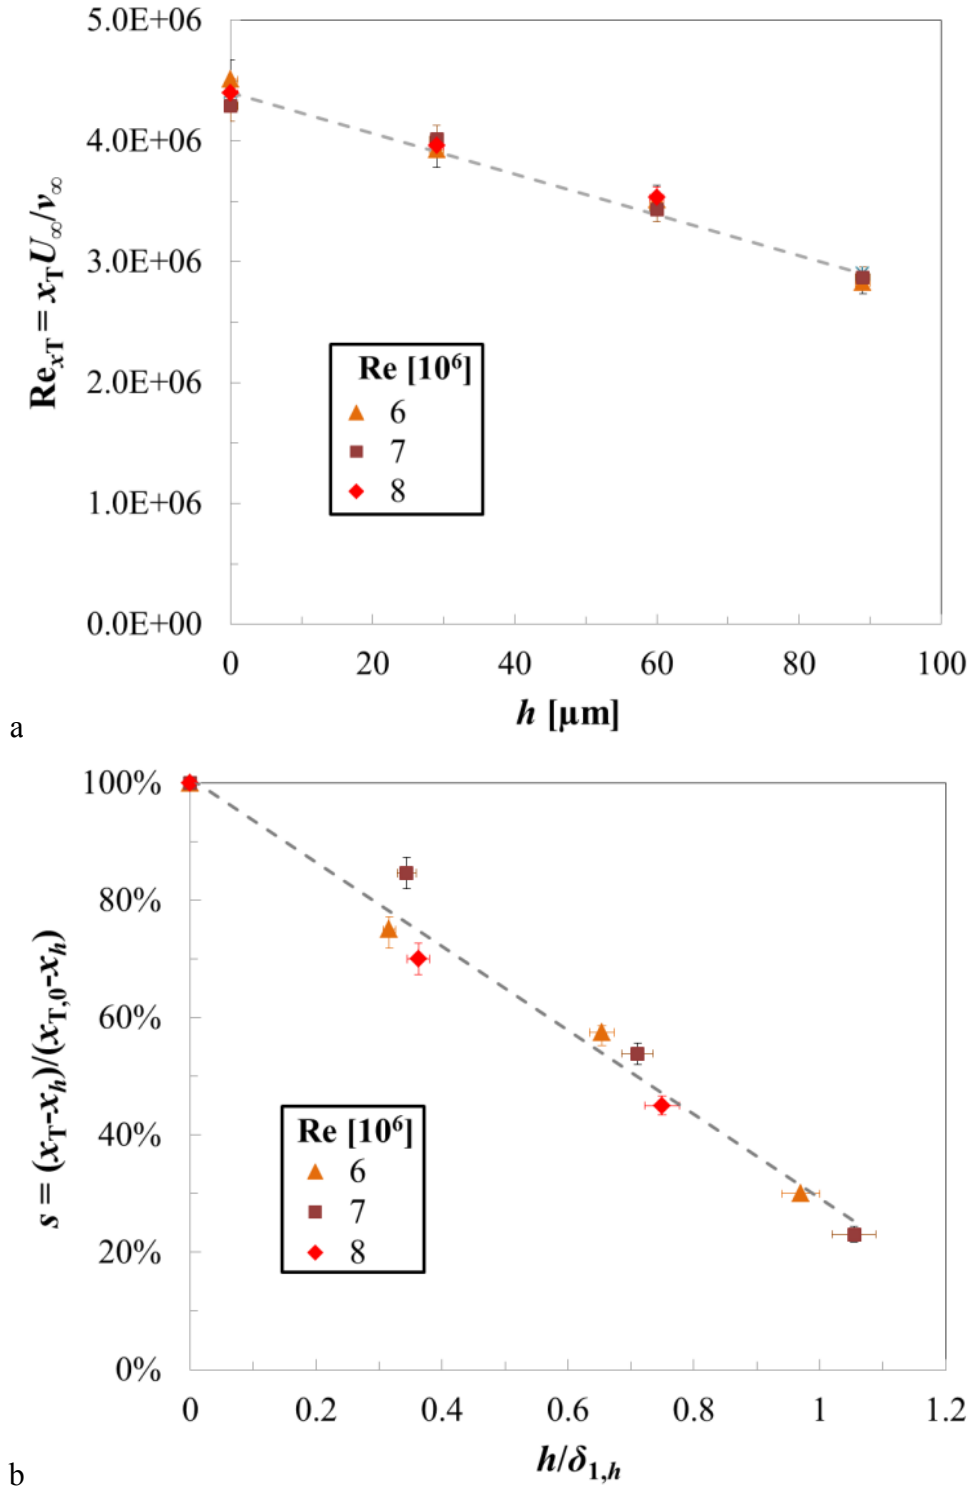 5.0E+06
4.0E+06
3.0E+06
2.0E+06
1.0E+06
0.0E+00
Re_xT = x_T U_∞/ν_∞
Re [10⁶]
6
7
8
0 20 40 60 80 100
h [µm]
a
100%
80%
60%
40%
20%
0%
s = (x_T-x_h)/(x_T,0-x_h)
Re [10⁶]
6
7
8
0 0.2 0.4 0.6 0.8 1 1.2
h/δ_1,h
b